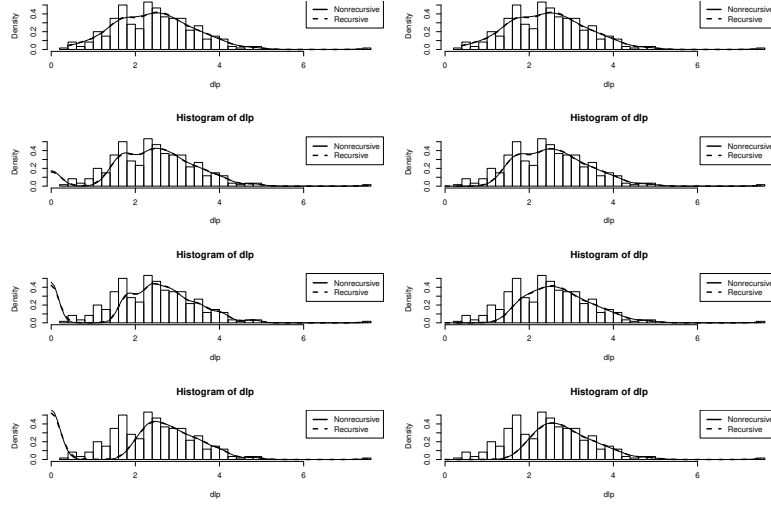 Density
0.0 0.2 0.4
Nonrecursive
Recursive
0 2 4 6
dlp
Density
0.0 0.2 0.4
Nonrecursive
Recursive
0 2 4 6
dlp
Histogram of dlp
Density
0.0 0.2 0.4
Nonrecursive
Recursive
0 2 4 6
dlp
Histogram of dlp
Density
0.0 0.2 0.4
Nonrecursive
Recursive
0 2 4 6
dlp
Histogram of dlp
Density
0.0 0.2 0.4
Nonrecursive
Recursive
0 2 4 6
dlp
Histogram of dlp
Density
0.0 0.2 0.4
Nonrecursive
Recursive
0 2 4 6
dlp
Histogram of dlp
Density
0.0 0.2 0.4
Nonrecursive
Recursive
0 2 4 6
dlp
Histogram of dlp
Density
0.0 0.2 0.4
Nonrecursive
Recursive
0 2 4 6
dlp